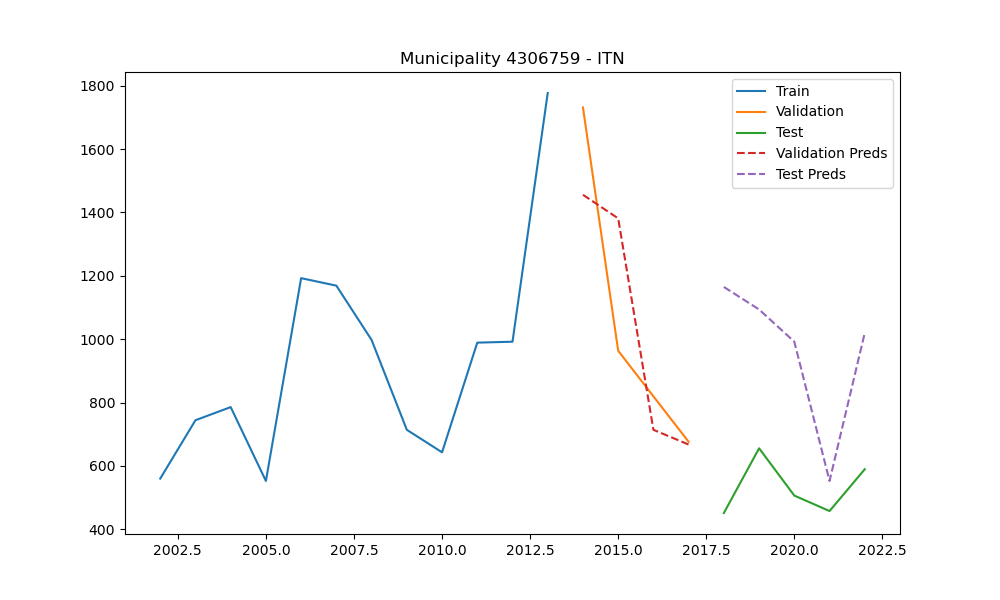 Municipality 4306759 - ITN
1800
1600
1400
1200
1000
800
600
400
2002.5 2005.0 2007.5 2010.0 2012.5 2015.0 2017.5 2020.0 2022.5
Train
Validation
Test
Validation Preds
Test Preds